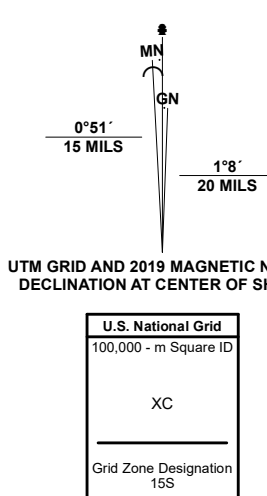 MN
GN
0°51´
15 MILS
1°8´
20 MILS
UTM GRID AND 2019 MAGNETIC N
DECLINATION AT CENTER OF SH
U.S. National Grid
100,000 - m Square ID
XC
Grid Zone Designation
15S